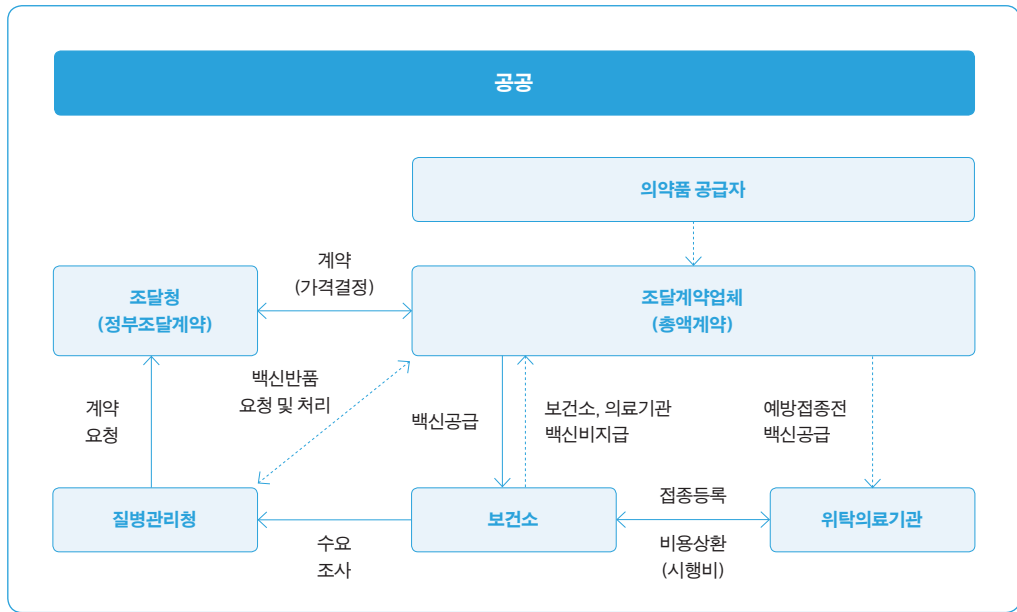 공공
의약품 공급자
계약
(가격결정)
조달청
(정부조달계약)
조달계약업체
(총액계약)
계약
요청
백신반품
요청 및 처리
백신공급
보건소, 의료기관
백신비지급
예방접종전
백신공급
질병관리청
수요
조사
보건소
접종등록
비용상환
(시행비)
위탁의료기관